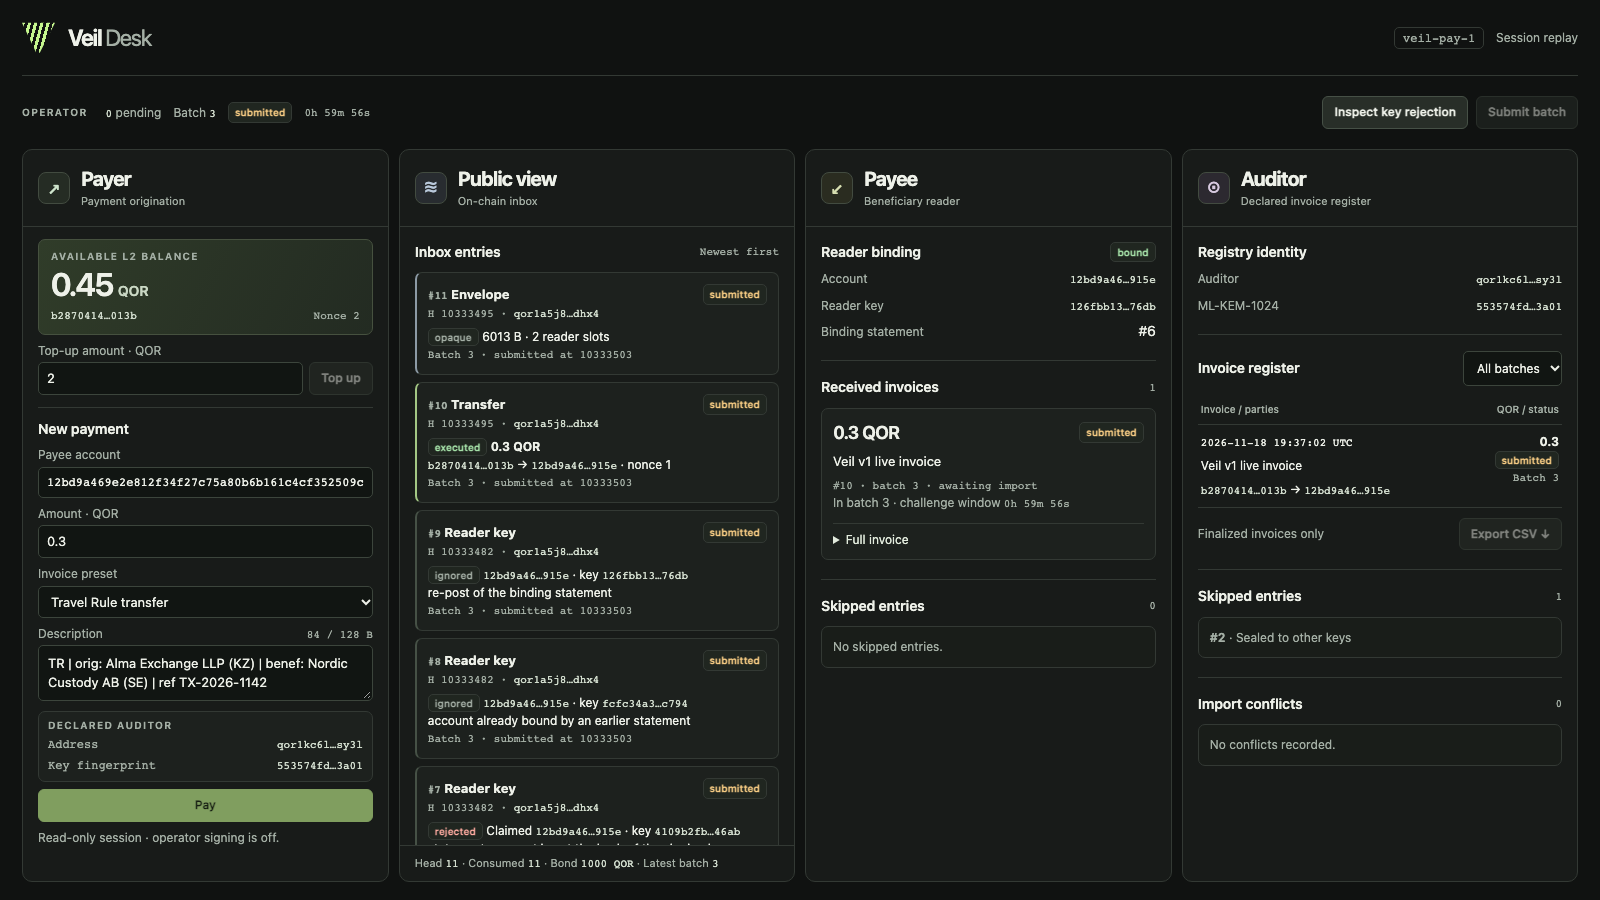 Veil Desk
veil-pay-1 Session replay
OPERATOR 0 pending Batch 3 submitted 0h 59m 56s
Inspect key rejection Submit batch
Payer
Payment origination
AVAILABLE L2 BALANCE
0.45 QOR
b2870414…013b Nonce 2
Top-up amount · QOR
2 Top up
New payment
Payee account
12bd9a469e2e812f34f27c75a80b6b161c4cf352509c
Amount · QOR
0.3
Invoice preset
Travel Rule transfer
Description 84 / 128 B
TR | orig: Alma Exchange LLP (KZ) | benef: Nordic
Custody AB (SE) | ref TX-2026-1142
DECLARED AUDITOR
Address qor1kc6l…sy3l
Key fingerprint 553574fd…3a01
Pay
Read-only session · operator signing is off.
Public view
On-chain inbox
Inbox entries Newest first
#11 Envelope submitted
H 10333495 · qor1a5j8…dhx4
opaque 6013 B · 2 reader slots
Batch 3 · submitted at 10333503
#10 Transfer submitted
H 10333495 · qor1a5j8…dhx4
executed 0.3 QOR
b2870414…013b → 12bd9a46…915e · nonce 1
Batch 3 · submitted at 10333503
#9 Reader key submitted
H 10333482 · qor1a5j8…dhx4
ignored 12bd9a46…915e · key 126fbb13…76db
re-post of the binding statement
Batch 3 · submitted at 10333503
#8 Reader key submitted
H 10333482 · qor1a5j8…dhx4
ignored 12bd9a46…915e · key fcfc34a3…c794
account already bound by an earlier statement
Batch 3 · submitted at 10333503
#7 Reader key submitted
H 10333482 · qor1a5j8…dhx4
rejected Claimed 12bd9a46…915e · key 4109b2fb…46ab
Head 11 · Consumed 11 · Bond 1000 QOR · Latest batch 3
Payee
Beneficiary reader
Reader binding bound
Account 12bd9a46…915e
Reader key 126fbb13…76db
Binding statement #6
Received invoices 1
0.3 QOR submitted
Veil v1 live invoice
#10 · batch 3 · awaiting import
In batch 3 · challenge window 0h 59m 56s
Full invoice
Skipped entries 0
No skipped entries.
Auditor
Declared invoice register
Registry identity
Auditor qor1kc6l…sy3l
ML-KEM-1024 553574fd…3a01
Invoice register All batches
Invoice / parties QOR / status
2026-11-18 19:37:02 UTC 0.3
Veil v1 live invoice submitted
Batch 3
b2870414…013b → 12bd9a46…915e
Finalized invoices only Export CSV ↓
Skipped entries 1
#2 · Sealed to other keys
Import conflicts 0
No conflicts recorded.